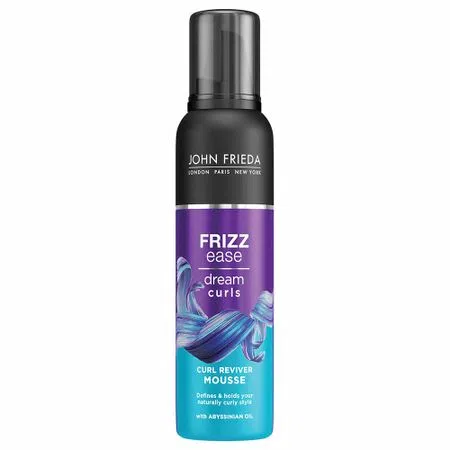 JOHN FRIEDA
LONDON PARIS NEW YORK
FRIZZ
ease
dream
curls
CURL REVIVER
MOUSSE
Defines & holds your
naturally curly style
with ABYSSINIAN OIL